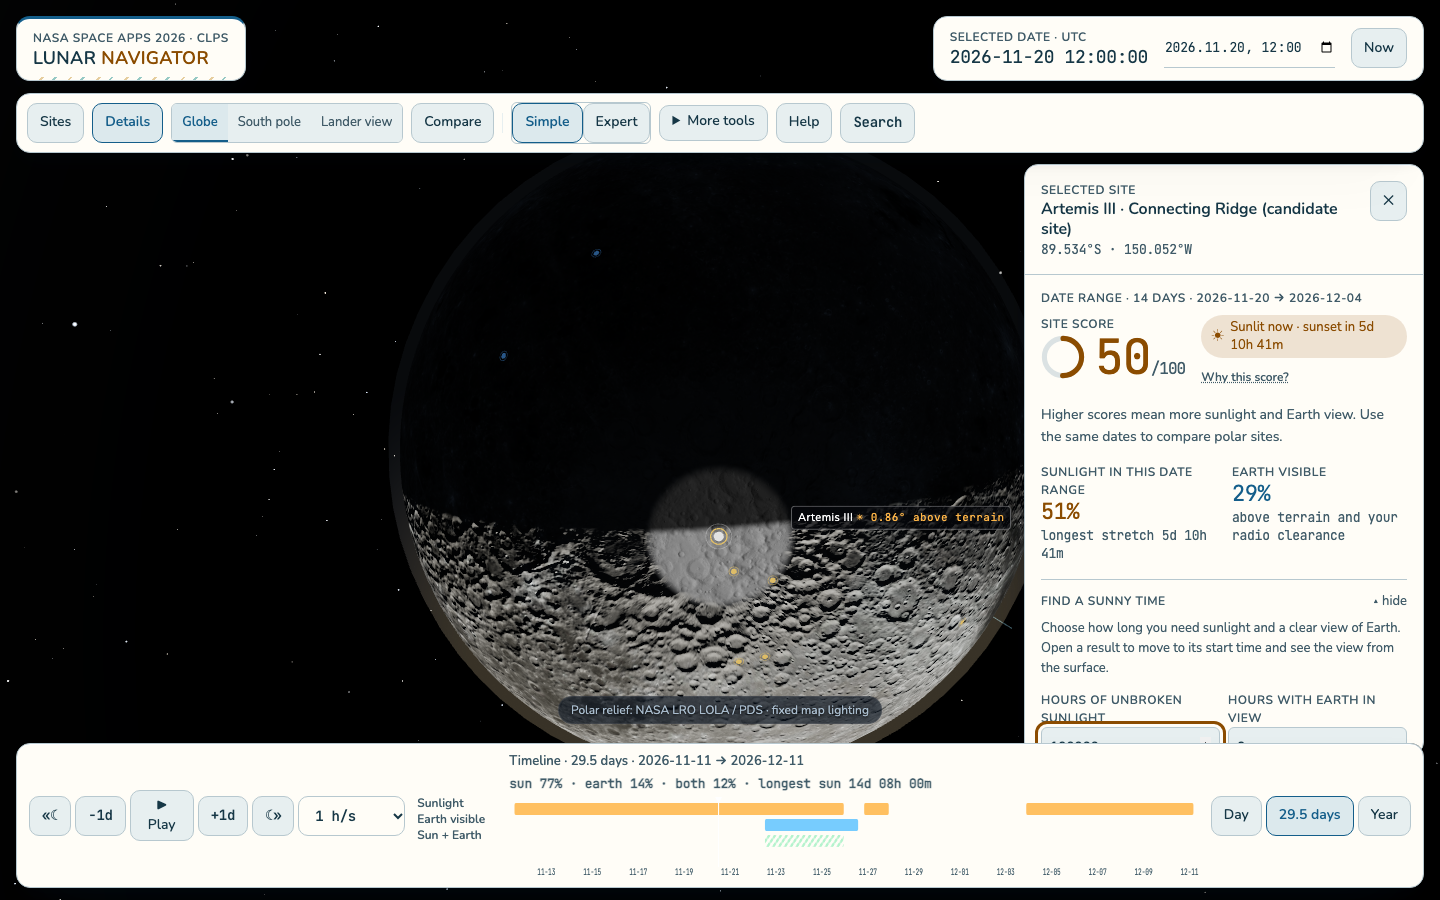 NASA SPACE APPS 2026 · CLPS
LUNAR NAVIGATOR
SELECTED DATE · UTC
2026-11-20 12:00:00
2026.11.20, 12:00
Now
Sites
Details
Globe
South pole
Lander view
Compare
Simple
Expert
▶ More tools
Help
Search
SELECTED SITE
Artemis III · Connecting Ridge (candidate
site)
89.534°S · 150.052°W
×
DATE RANGE · 14 DAYS · 2026-11-20 → 2026-12-04
SITE SCORE
50/100
☀ Sunlit now · sunset in 5d
10h 41m
Why this score?
Higher scores mean more sunlight and Earth view. Use
the same dates to compare polar sites.
SUNLIGHT IN THIS DATE
RANGE
51%
longest stretch 5d 10h
41m
EARTH VISIBLE
29%
above terrain and your
radio clearance
FIND A SUNNY TIME
▴ hide
Choose how long you need sunlight and a clear view of Earth.
Open a result to move to its start time and see the view from
the surface.
HOURS OF UNBROKEN
SUNLIGHT
HOURS WITH EARTH IN
VIEW
Artemis III ☀ 0.86° above terrain
Polar relief: NASA LRO LOLA / PDS · fixed map lighting
Timeline · 29.5 days · 2026-11-11 → 2026-12-11
sun 77% · earth 14% · both 12% · longest sun 14d 08h 00m
«☾
-1d
▶
Play
+1d
☾»
1 h/s
Sunlight
Earth visible
Sun + Earth
Day
29.5 days
Year
11-13 11-15 11-17 11-19 11-21 11-23 11-25 11-27 11-29 12-01 12-03 12-05 12-07 12-09 12-11